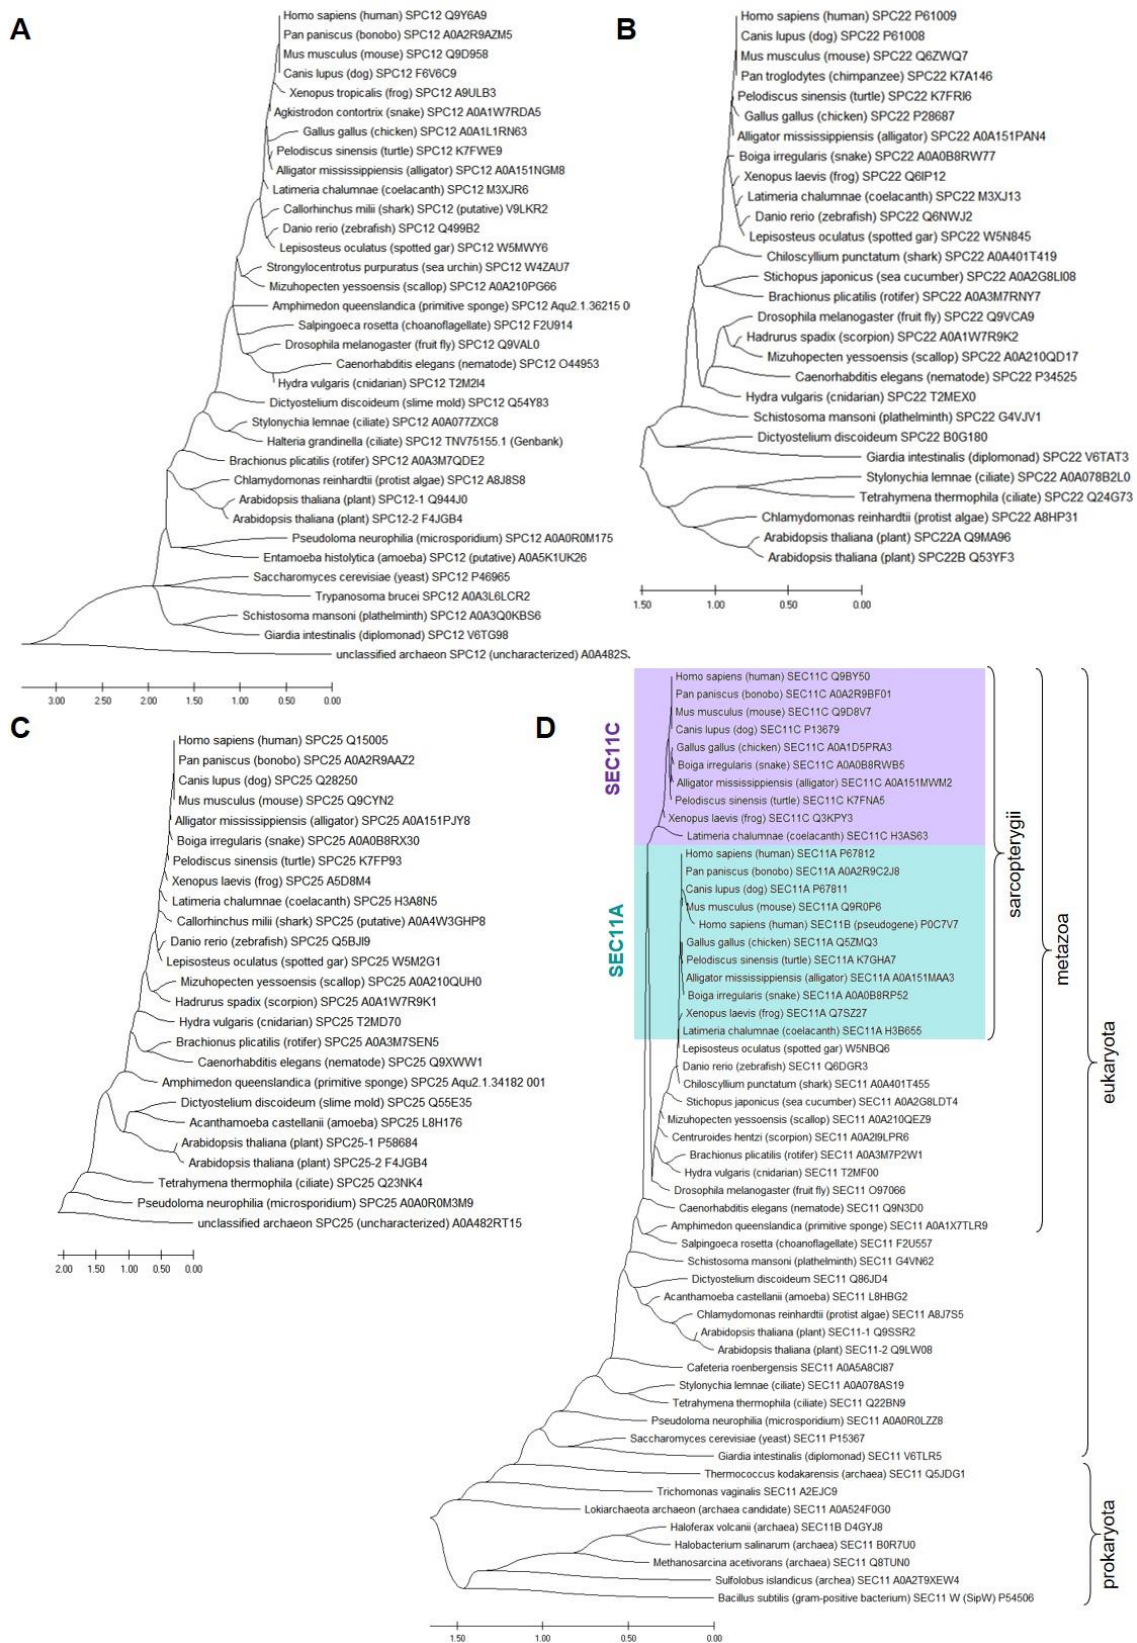 A
Homo sapiens (human) SPC12 Q9Y6A9
Pan paniscus (bonobo) SPC12 A0A2R9AZM5
Mus musculus (mouse) SPC12 Q9D958
Canis lupus (dog) SPC12 F6V6C9
Xenopus tropicalis (frog) SPC12 A9ULB3
Agkistrodon contortrix (snake) SPC12 A0A1W7RDA5
Gallus gallus (chicken) SPC12 A0A1L1RN63
Pelodiscus sinensis (turtle) SPC12 K7FWE9
Alligator mississippiensis (alligator) SPC12 A0A151NGM8
Latimeria chalumnae (coelacanth) SPC12 M3XJR6
Callorhinchus milii (shark) SPC12 (putative) V9LKR2
Danio rerio (zebrafish) SPC12 Q499B2
Lepisosteus oculatus (spotted gar) SPC12 W5MWY6
Strongylocentrotus purpuratus (sea urchin) SPC12 W4ZAU7
Mizuhopecten yessoensis (scallop) SPC12 A0A210PG66
Amphimedon queenslandica (primitive sponge) SPC12 Aqu2.1.36215 0
Salpingoeca rosetta (choanoflagellate) SPC12 F2U914
Drosophila melanogaster (fruit fly) SPC12 Q9VAL0
Caenorhabditis elegans (nematode) SPC12 O44953
Hydra vulgaris (cnidarian) SPC12 T2M2I4
Dictyostelium discoideum (slime mold) SPC12 Q54Y83
Stylonychia lemnae (ciliate) SPC12 A0A077ZXC8
Halteria grandinella (ciliate) SPC12 TNV75155.1 (Genbank)
Brachionus plicatilis (rotifer) SPC12 A0A3M7QDE2
Chlamydomonas reinhardtii (protist algae) SPC12 A8J8S8
Arabidopsis thaliana (plant) SPC12-1 Q944J0
Arabidopsis thaliana (plant) SPC12-2 F4JGB4
Pseudoloma neurophilia (microsporidium) SPC12 A0A0R0M175
Entamoeba histolytica (amoeba) SPC12 (putative) A0A5K1UK26
Saccharomyces cerevisiae (yeast) SPC12 P46965
Trypanosoma brucei SPC12 A0A3L6LCR2
Schistosoma mansoni (plathelminth) SPC12 A0A3Q0KBS6
Giardia intestinalis (diplomonad) SPC12 V6TG98
unclassified archaeon SPC12 (uncharacterized) A0A482S.
3.00 2.50 2.00 1.50 1.00 0.50 0.00
B
Homo sapiens (human) SPC22 P61009
Canis lupus (dog) SPC22 P61008
Mus musculus (mouse) SPC22 Q6ZWQ7
Pan troglodytes (chimpanzee) SPC22 K7A146
Pelodiscus sinensis (turtle) SPC22 K7FRI6
Gallus gallus (chicken) SPC22 P28687
Alligator mississippiensis (alligator) SPC22 A0A151PAN4
Boiga irregularis (snake) SPC22 A0A0B8RW77
Xenopus laevis (frog) SPC22 Q6IP12
Latimeria chalumnae (coelacanth) SPC22 M3XJ13
Danio rerio (zebrafish) SPC22 Q6NWJ2
Lepisosteus oculatus (spotted gar) SPC22 W5N845
Chiloscyllium punctatum (shark) SPC22 A0A401T419
Stichopus japonicus (sea cucumber) SPC22 A0A2G8LI08
Brachionus plicatilis (rotifer) SPC22 A0A3M7RNY7
Drosophila melanogaster (fruit fly) SPC22 Q9VCA9
Hadrurus spadix (scorpion) SPC22 A0A1W7R9K2
Mizuhopecten yessoensis (scallop) SPC22 A0A210QD17
Caenorhabditis elegans (nematode) SPC22 P34525
Hydra vulgaris (cnidarian) SPC22 T2MEX0
Schistosoma mansoni (plathelminth) SPC22 G4VJV1
Dictyostelium discoideum SPC22 B0G180
Giardia intestinalis (diplomonad) SPC22 V6TAT3
Stylonychia lemnae (ciliate) SPC22 A0A078B2L0
Tetrahymena thermophila (ciliate) SPC22 Q24G73
Chlamydomonas reinhardtii (protist algae) SPC22 A8HP31
Arabidopsis thaliana (plant) SPC22A Q9MA96
Arabidopsis thaliana (plant) SPC22B Q53YF3
1.50 1.00 0.50 0.00
C
Homo sapiens (human) SPC25 Q15005
Pan paniscus (bonobo) SPC25 A0A2R9AAZ2
Canis lupus (dog) SPC25 Q28250
Mus musculus (mouse) SPC25 Q9CYN2
Alligator mississippiensis (alligator) SPC25 A0A151PJY8
Boiga irregularis (snake) SPC25 A0A0B8RX30
Pelodiscus sinensis (turtle) SPC25 K7FP93
Xenopus laevis (frog) SPC25 A5D8M4
Latimeria chalumnae (coelacanth) SPC25 H3A8N5
Callorhinchus milii (shark) SPC25 (putative) A0A4W3GHP8
Danio rerio (zebrafish) SPC25 Q5BJI9
Lepisosteus oculatus (spotted gar) SPC25 W5M2G1
Mizuhopecten yessoensis (scallop) SPC25 A0A210QUH0
Hadrurus spadix (scorpion) SPC25 A0A1W7R9K1
Hydra vulgaris (cnidarian) SPC25 T2MD70
Brachionus plicatilis (rotifer) SPC25 A0A3M7SEN5
Caenorhabditis elegans (nematode) SPC25 Q9XWW1
Amphimedon queenslandica (primitive sponge) SPC25 Aqu2.1.34182 001
Dictyostelium discoideum (slime mold) SPC25 Q55E35
Acanthamoeba castellanii (amoeba) SPC25 L8H176
Arabidopsis thaliana (plant) SPC25-1 P58684
Arabidopsis thaliana (plant) SPC25-2 F4JGB4
Tetrahymena thermophila (ciliate) SPC25 Q23NK4
Pseudoloma neurophilia (microsporidium) SPC25 A0A0R0M3M9
unclassified archaeon SPC25 (uncharacterized) A0A482RT15
2.00 1.50 1.00 0.50 0.00
D
SEC11C
SEC11A
Homo sapiens (human) SEC11C Q9BY50
Pan paniscus (bonobo) SEC11C A0A2R9BF01
Mus musculus (mouse) SEC11C Q9D8V7
Canis lupus (dog) SEC11C P13679
Gallus gallus (chicken) SEC11C A0A1D5PRA3
Boiga irregularis (snake) SEC11C A0A0B8RWB5
Alligator mississippiensis (alligator) SEC11C A0A151MWM2
Pelodiscus sinensis (turtle) SEC11C K7FNA5
Xenopus laevis (frog) SEC11C Q3KPY3
Latimeria chalumnae (coelacanth) SEC11C H3AS63
Homo sapiens (human) SEC11A P67812
Pan paniscus (bonobo) SEC11A A0A2R9C2J8
Canis lupus (dog) SEC11A P67811
Mus musculus (mouse) SEC11A Q9R0P6
Homo sapiens (human) SEC11B (pseudogene) P0C7V7
Gallus gallus (chicken) SEC11A Q5ZMQ3
Pelodiscus sinensis (turtle) SEC11A K7GHA7
Alligator mississippiensis (alligator) SEC11A A0A151MAA3
Boiga irregularis (snake) SEC11A A0A0B8RP52
Xenopus laevis (frog) SEC11A Q7SZ27
Latimeria chalumnae (coelacanth) SEC11A H3B655
Lepisosteus oculatus (spotted gar) W5NBQ6
Danio rerio (zebrafish) SEC11 Q6DGR3
Chiloscyllium punctatum (shark) SEC11 A0A401T455
Stichopus japonicus (sea cucumber) SEC11 A0A2G8LDT4
Mizuhopecten yessoensis (scallop) SEC11 A0A210QEZ9
Centruroides hentzi (scorpion) SEC11 A0A2I9LPR6
Brachionus plicatilis (rotifer) SEC11 A0A3M7P2W1
Hydra vulgaris (cnidarian) SEC11 T2MF00
Drosophila melanogaster (fruit fly) SEC11 O97066
Caenorhabditis elegans (nematode) SEC11 Q9N3D0
Amphimedon queenslandica (primitive sponge) SEC11 A0A1X7TLR9
Salpingoeca rosetta (choanoflagellate) SEC11 F2U557
Schistosoma mansoni (plathelminth) SEC11 G4VN62
Dictyostelium discoideum SEC11 Q86JD4
Acanthamoeba castellanii (amoeba) SEC11 L8HBG2
Chlamydomonas reinhardtii (protist algae) SEC11 A8J7S5
Arabidopsis thaliana (plant) SEC11-1 Q9SSR2
Arabidopsis thaliana (plant) SEC11-2 Q9LW08
Cafeteria roenbergensis SEC11 A0A5A8CI87
Stylonychia lemnae (ciliate) SEC11 A0A078AS19
Tetrahymena thermophila (ciliate) SEC11 Q22BN9
Pseudoloma neurophilia (microsporidium) SEC11 A0A0R0LZZ8
Saccharomyces cerevisiae (yeast) SEC11 P15367
Giardia intestinalis (diplomonad) SEC11 V6TLR5
Thermococcus kodakarensis (archaea) SEC11 Q5JDG1
Trichomonas vaginalis SEC11 A2EJC9
Lokiarchaeota archaeon (archaea candidate) SEC11 A0A524F0G0
Haloferax volcanii (archaea) SEC11B D4GYJ8
Halobacterium salinarum (archaea) SEC11 B0R7U0
Methanosarcina acetivorans (archaea) SEC11 Q8TUN0
Sulfolobus islandicus (archea) SEC11 A0A2T9XEW4
Bacillus subtilis (gram-positive bacterium) SEC11 W (SipW) P54506
1.50 1.00 0.50 0.00
sarcopterygii
metazoa
eukaryota
prokaryota